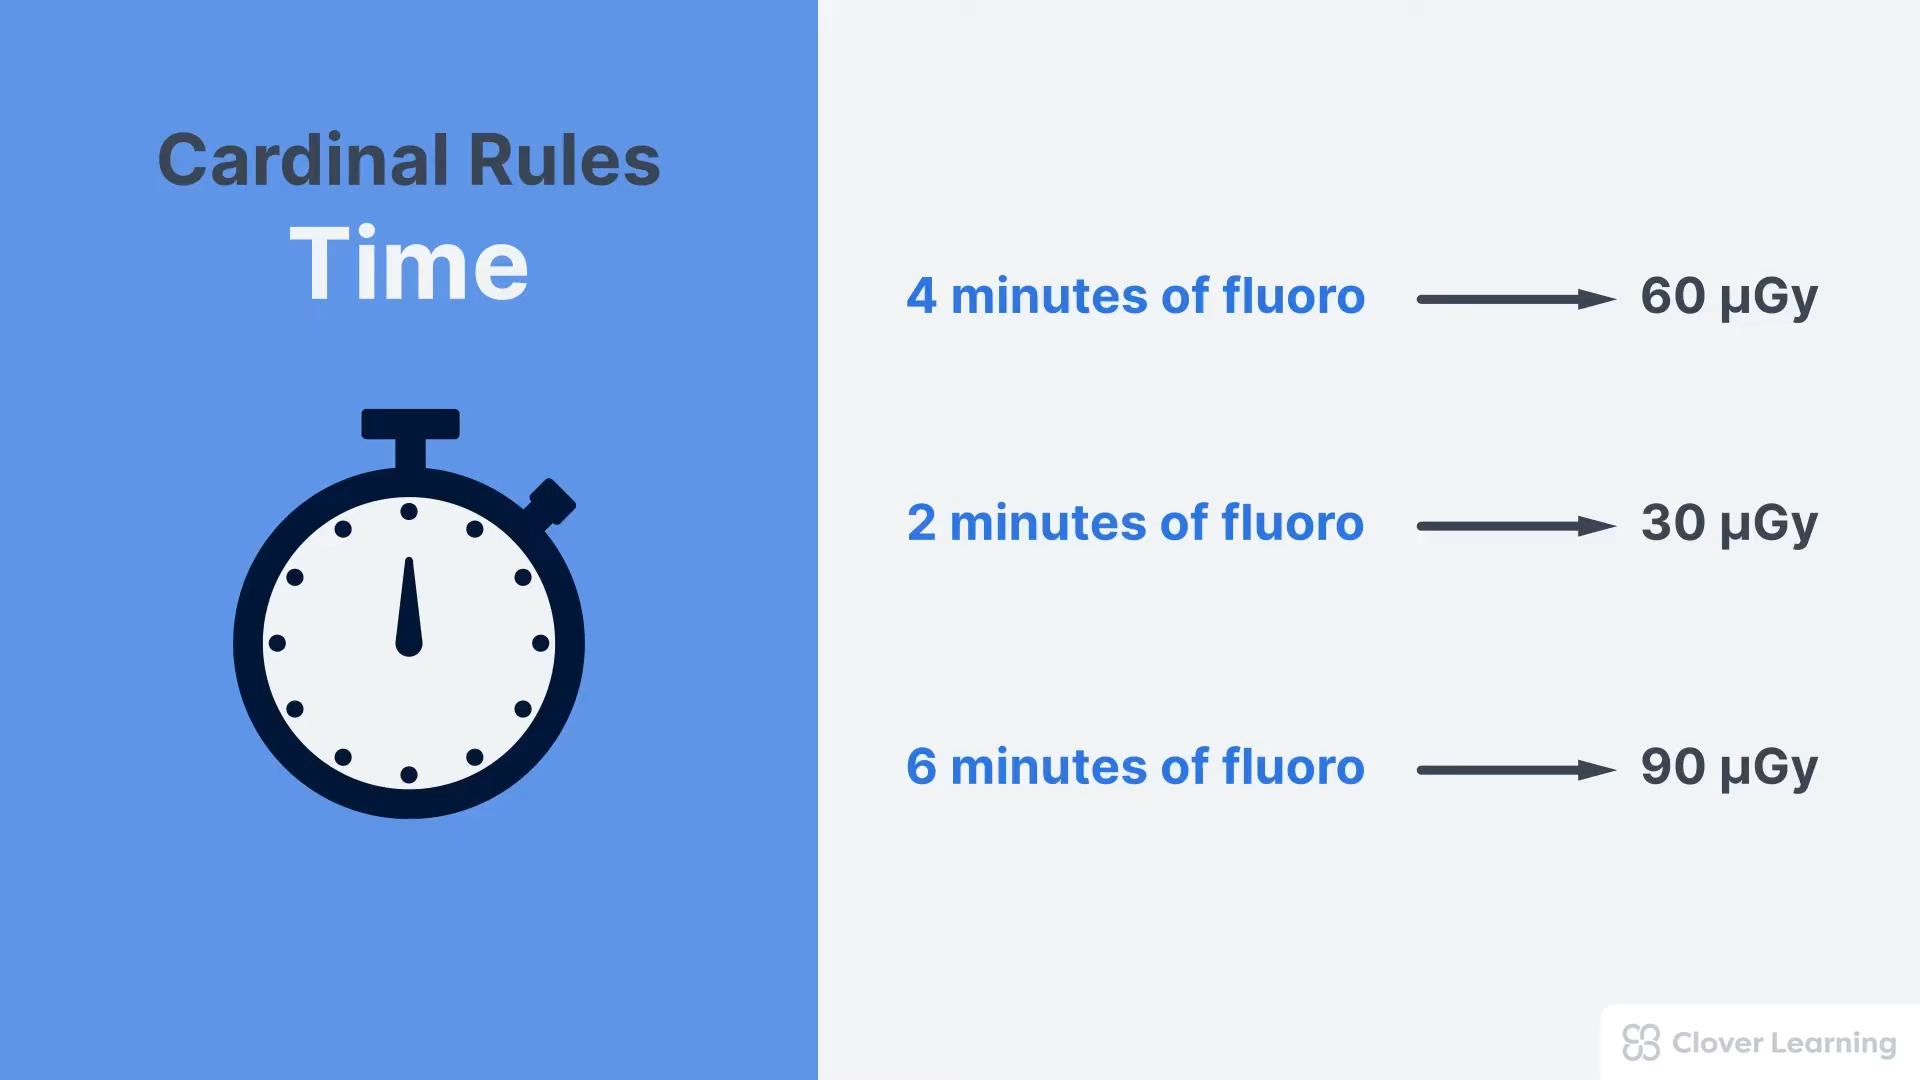 Cardinal Rules
Time
4 minutes of fluoro
60 µGy
2 minutes of fluoro
30 µGy
6 minutes of fluoro
90 µGy
Clover Learning